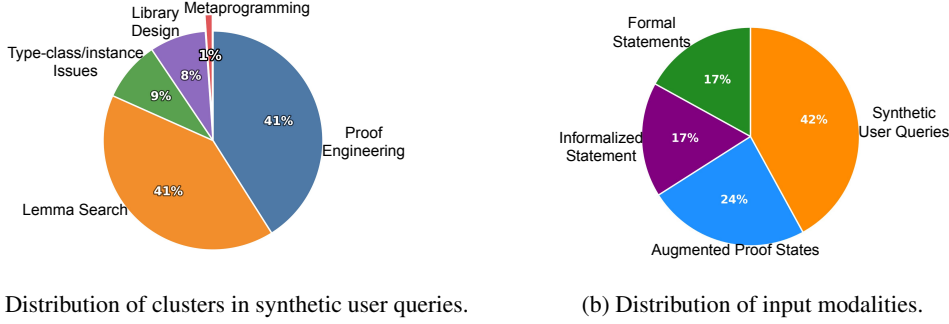 Metaprogramming
Library
Design
Type-class/instance
Issues
1%
8%
9%
41%
Proof
Engineering
41%
Lemma Search
Distribution of clusters in synthetic user queries.
Formal
Statements
17%
42%
Synthetic
User Queries
Informalized
Statement
17%
24%
Augmented Proof States
(b) Distribution of input modalities.